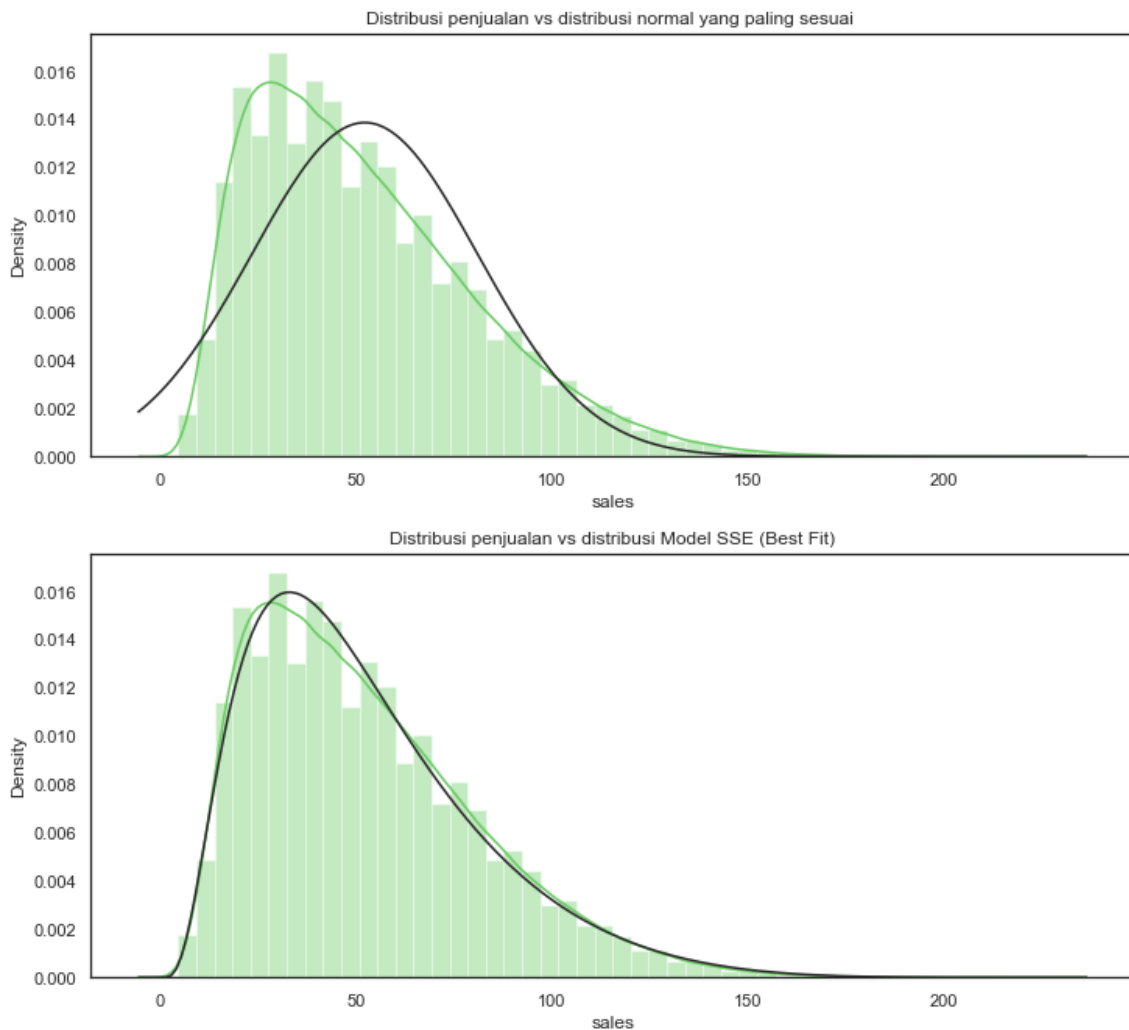 Distribusi penjualan vs distribusi normal yang paling sesuai
0.016
0.014
0.012
0.010
0.008
0.006
0.004
0.002
0.000
Density
0 50 100 150 200
sales
Distribusi penjualan vs distribusi Model SSE (Best Fit)
0.016
0.014
0.012
0.010
0.008
0.006
0.004
0.002
0.000
Density
0 50 100 150 200
sales